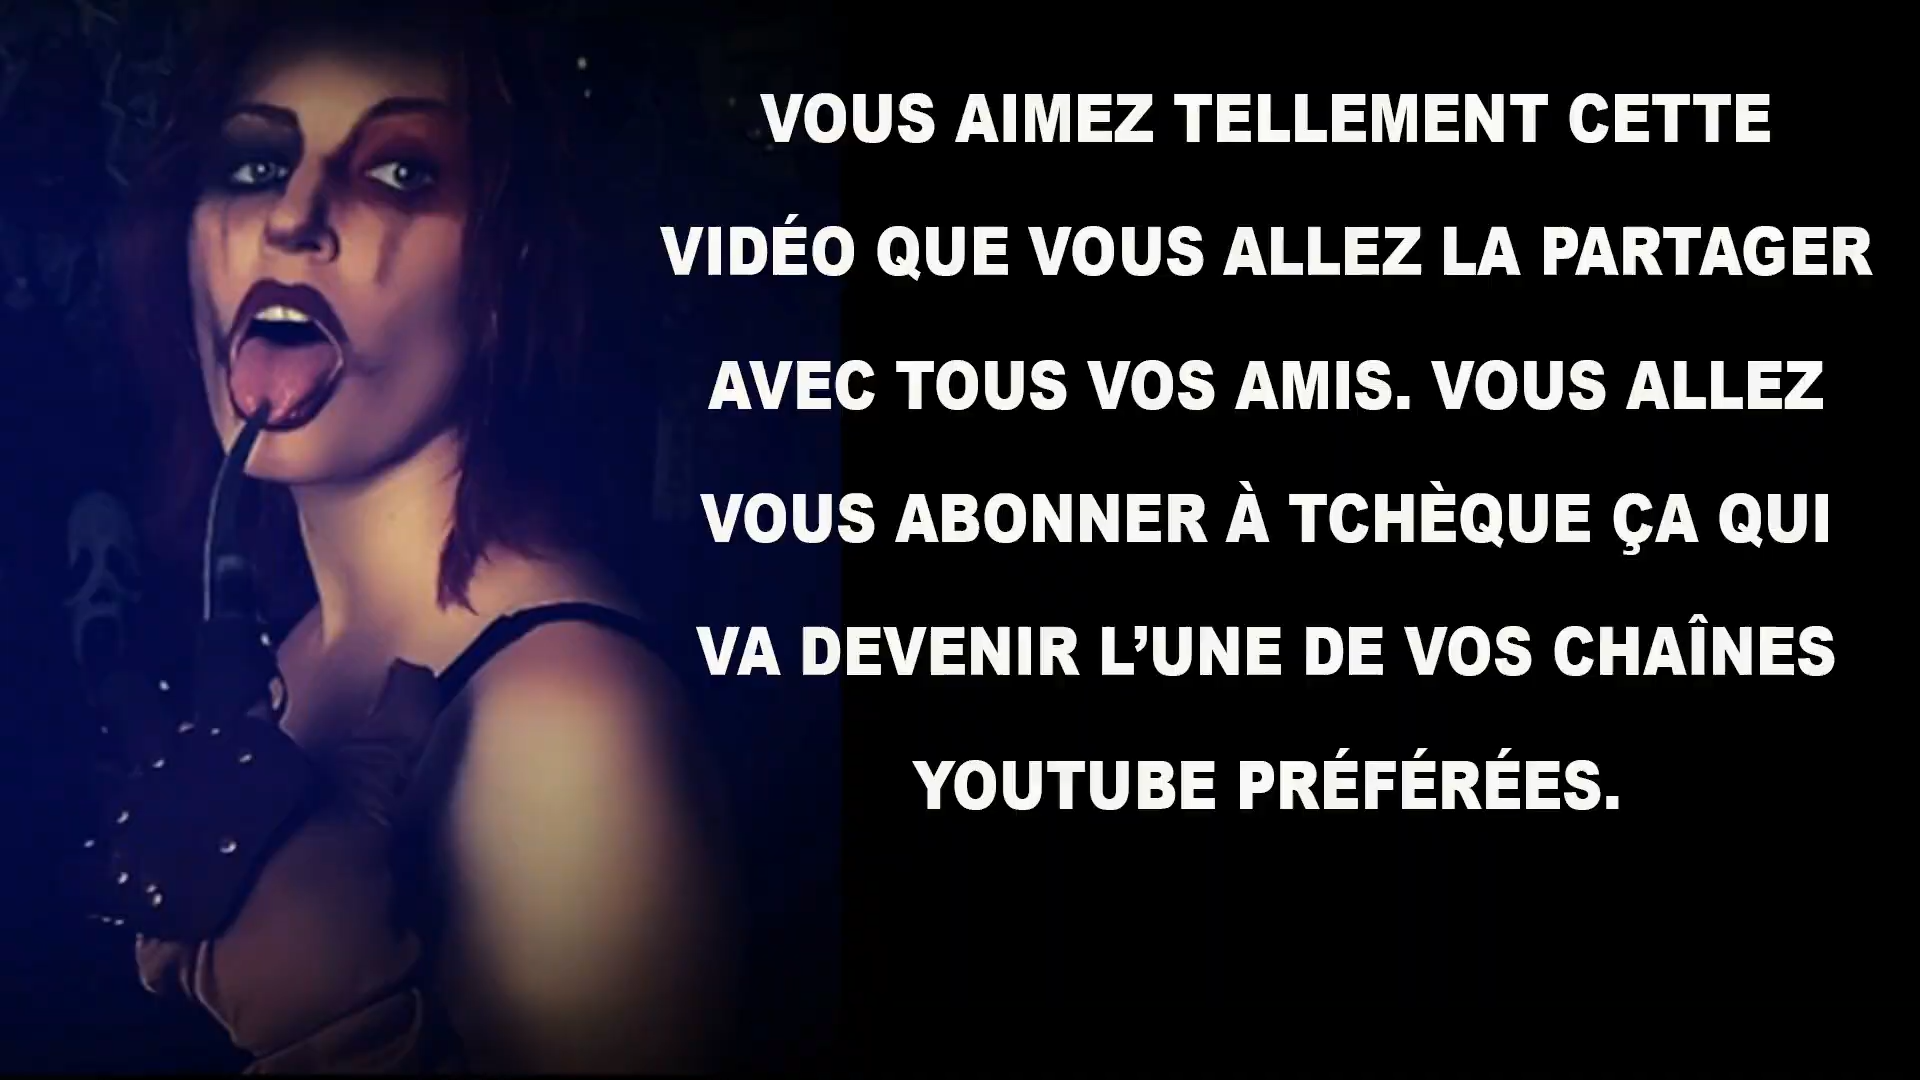 VOUS AIMEZ TELLEMENT CETTE
VIDÉO QUE VOUS ALLEZ LA PARTAGER
AVEC TOUS VOS AMIS. VOUS ALLEZ
VOUS ABONNER À TCHÈQUE ÇA QUI
VA DEVENIR L’UNE DE VOS CHAÎNES
YOUTUBE PRÉFÉRÉES.